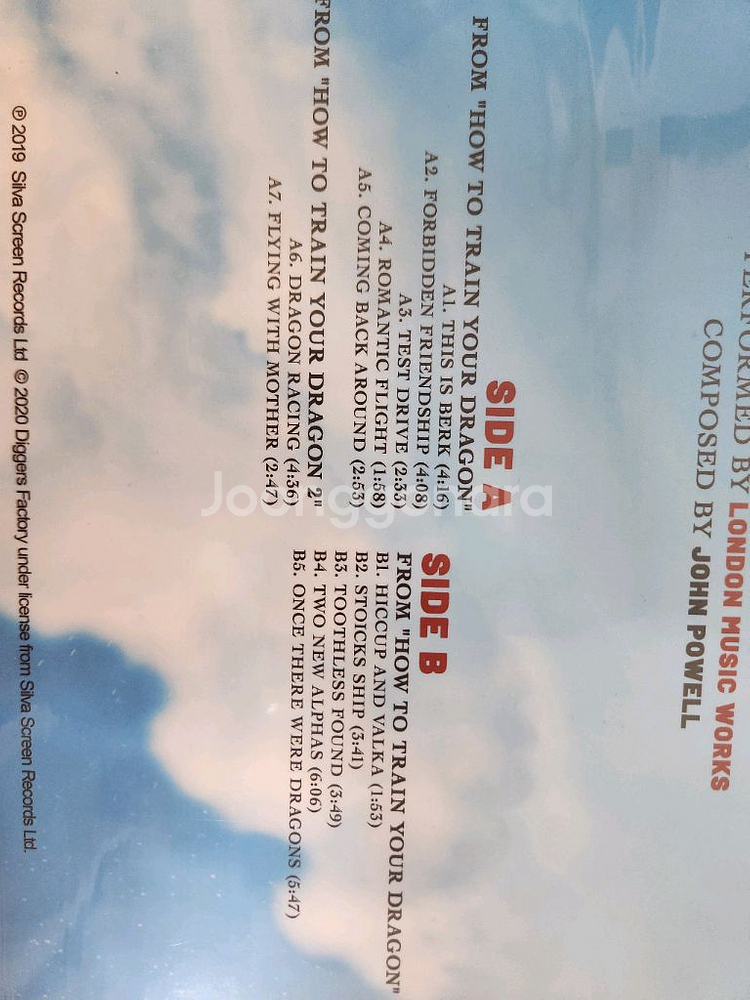 PERFORMED BY LONDON MUSIC WORKS
COMPOSED BY JOHN POWELL
SIDE A
FROM "HOW TO TRAIN YOUR DRAGON"
A1. THIS IS BERK (4:16)
A2. FORBIDDEN FRIENDSHIP (4:08)
A3. TEST DRIVE (2:33)
A4. ROMANTIC FLIGHT (1:58)
A5. COMING BACK AROUND (2:53)
FROM "HOW TO TRAIN YOUR DRAGON 2"
A6. DRAGON RACING (4:36)
A7. FLYING WITH MOTHER (2:47)
SIDE B
FROM "HOW TO TRAIN YOUR DRAGON"
B1. HICCUP AND VALKA (1:53)
B2. STOICKS SHIP (3:41)
B3. TOOTHLESS FOUND (3:49)
B4. TWO NEW ALPHAS (6:06)
B5. ONCE THERE WERE DRAGONS (5:47)
℗ 2019 Silva Screen Records Ltd © 2020 Diggers Factory under license from Silva Screen Records Ltd.
Joonggonara